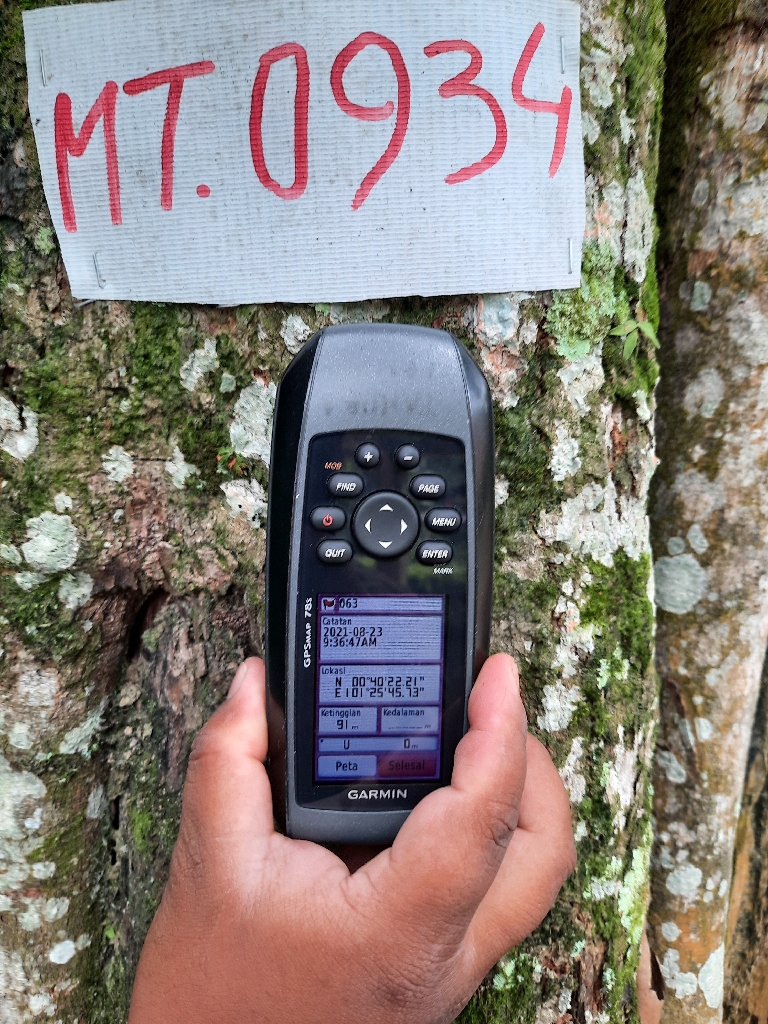 MT.0934
+ -
MOB
FIND PAGE
MENU
QUIT ENTER
MARK
GPSMAP 78s
063
Catatan
2021-08-23
9:36:47AM
Lokasi
N 00°40'22.21"
E101°25'45.73"
Ketinggian Kedalaman
91 m m
U 0m
Peta Selesai
GARMIN